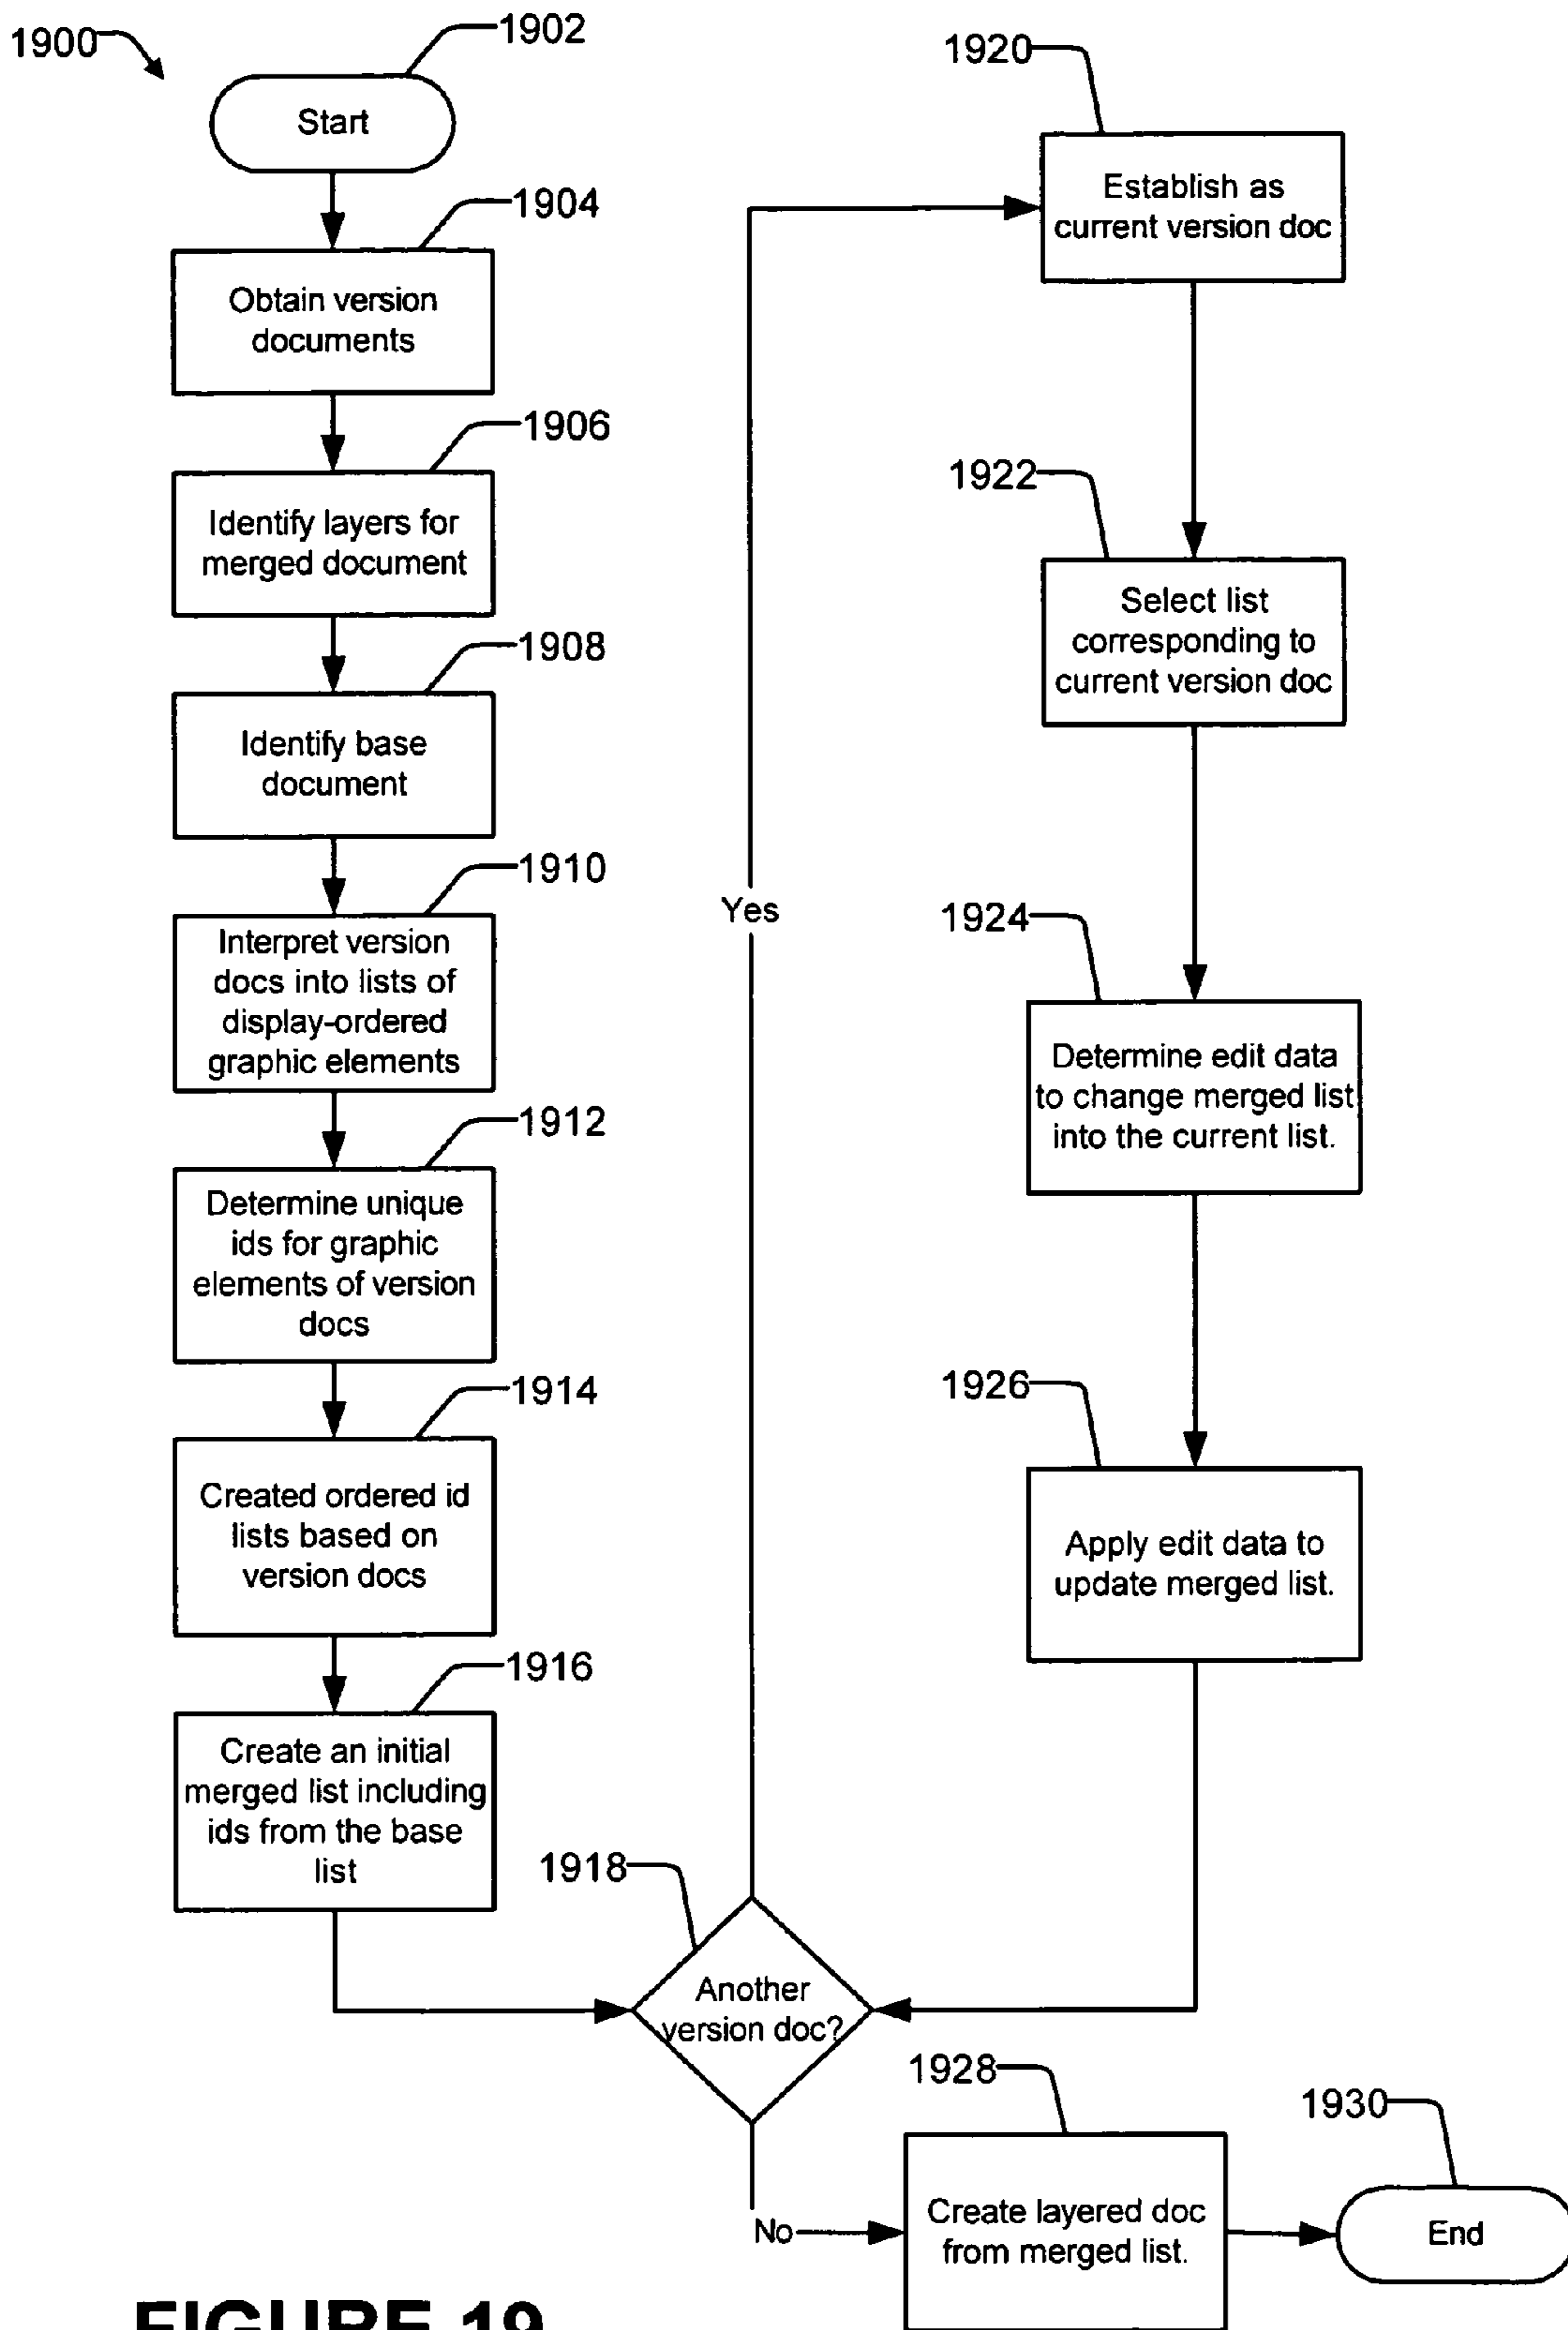 1900
1902
Start
1904
Obtain version
documents
1906
Identify layers for
merged document
1908
Identify base
document
1910
Interpret version
docs into lists of
display-ordered
graphic elements
1912
Determine unique
ids for graphic
elements of version
docs
1914
Created ordered id
lists based on
version docs
1916
Create an initial
merged list including
ids from the base
list
1918
Another
version doc?
Yes
1920
Establish as
current version doc
1922
Select list
corresponding to
current version doc
1924
Determine edit data
to change merged list
into the current list.
1926
Apply edit data to
update merged list.
No
1928
Create layered doc
from merged list.
1930
End
FIGURE 19